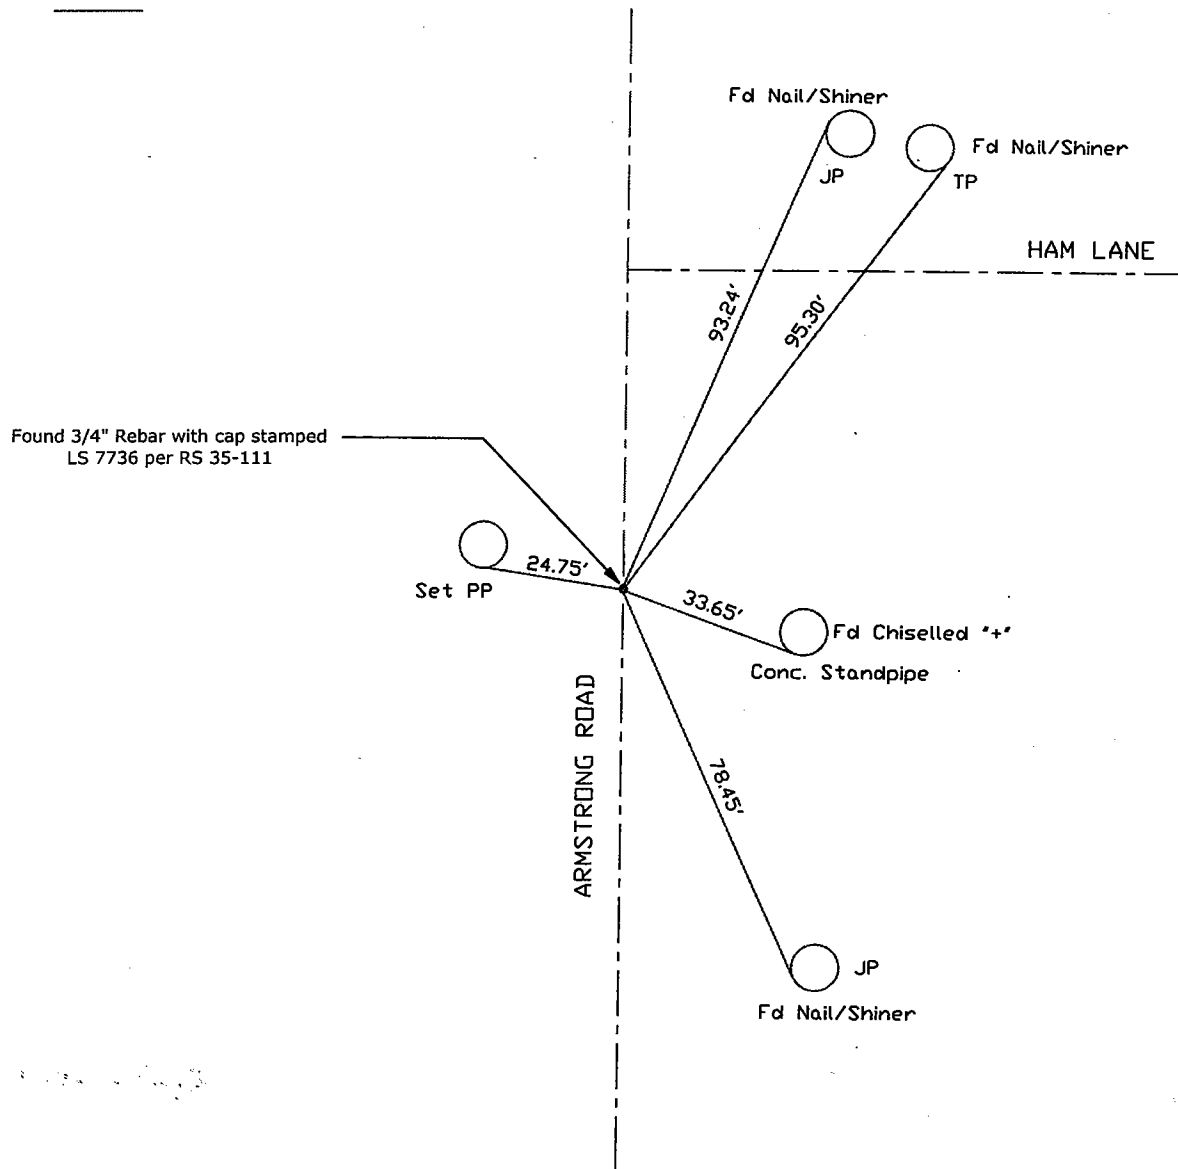 Fd Nail/Shiner
JP
Fd Nail/Shiner
TP
HAM LANE
93.24'
95.30'
Found 3/4" Rebar with cap stamped
LS 7736 per RS 35-111
24.75'
Set PP
33.65'
Fd Chiselled "+"
Conc. Standpipe
ARMSTRONG ROAD
78.45'
JP
Fd Nail/Shiner